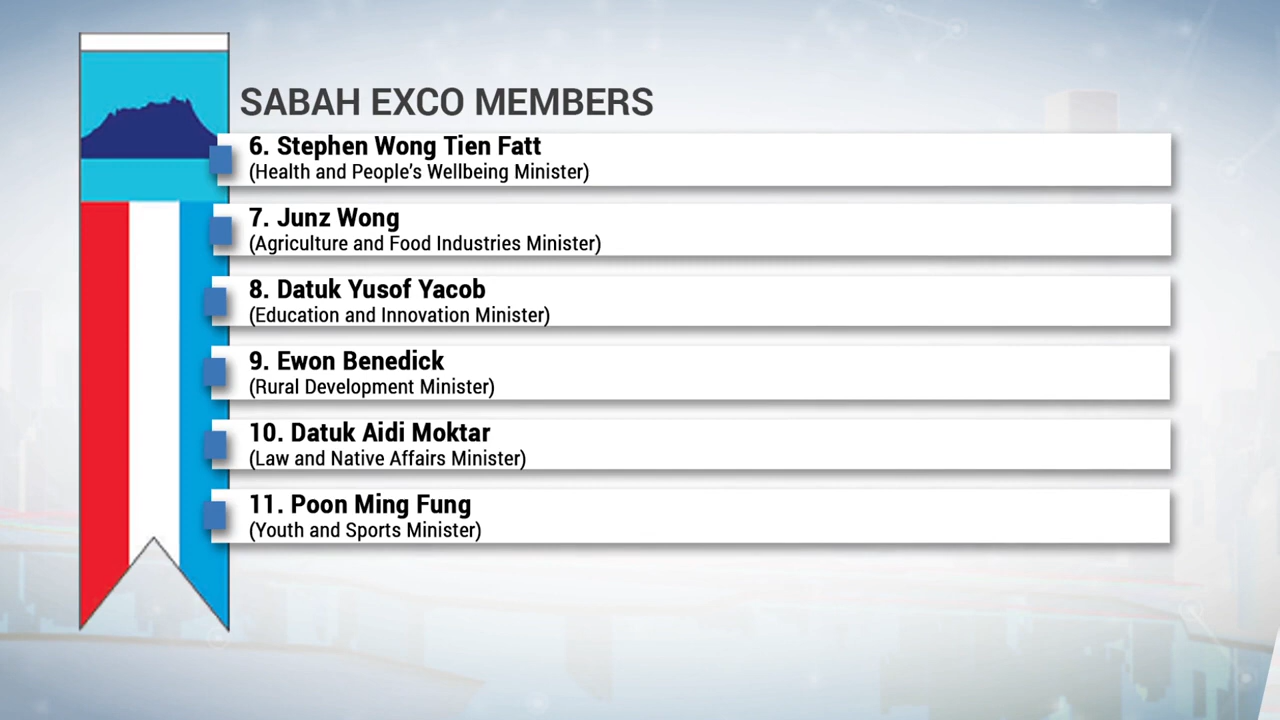 SABAH EXCO MEMBERS
6. Stephen Wong Tien Fatt
(Health and People's Wellbeing Minister)
7. Junz Wong
(Agriculture and Food Industries Minister)
8. Datuk Yusof Yacob
(Education and Innovation Minister)
9. Ewon Benedick
(Rural Development Minister)
10. Datuk Aidi Moktar
(Law and Native Affairs Minister)
11. Poon Ming Fung
(Youth and Sports Minister)